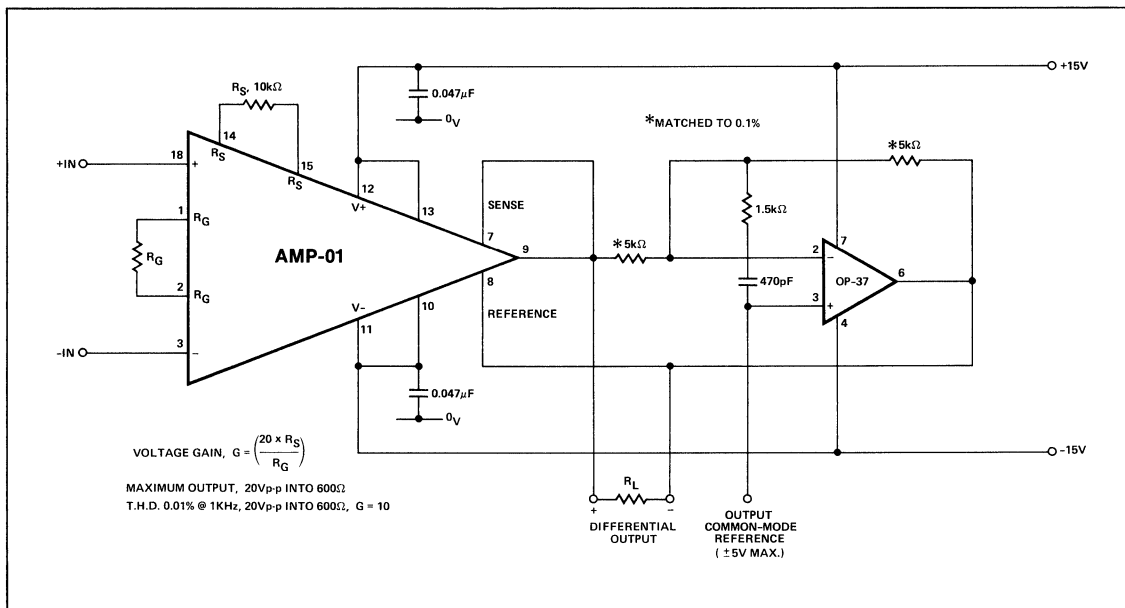 +15V
0.047μF
0V
*MATCHED TO 0.1%
RS, 10kΩ
14
RS
15
RS
*5kΩ
+IN
18
+
12
V+
13
1.5kΩ
1
RG
SENSE
7
7
RG
AMP-01
9
*5kΩ
2
–
OP-37
6
470pF
2
RG
8
3
+
V–
10
REFERENCE
4
11
-IN
3
–
0.047μF
0V
VOLTAGE GAIN, G = (20 x RS / RG)
–15V
MAXIMUM OUTPUT, 20Vp-p INTO 600Ω
T.H.D. 0.01% @ 1KHz, 20Vp-p INTO 600Ω, G = 10
RL
+
–
DIFFERENTIAL
OUTPUT
OUTPUT
COMMON-MODE
REFERENCE
(±5V MAX.)